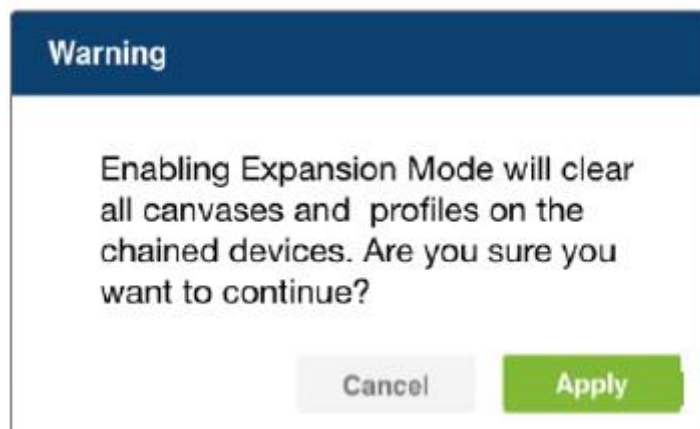 Warning
Enabling Expansion Mode will clear
all canvases and  profiles on the
chained devices. Are you sure you
want to continue?
Cancel
Apply